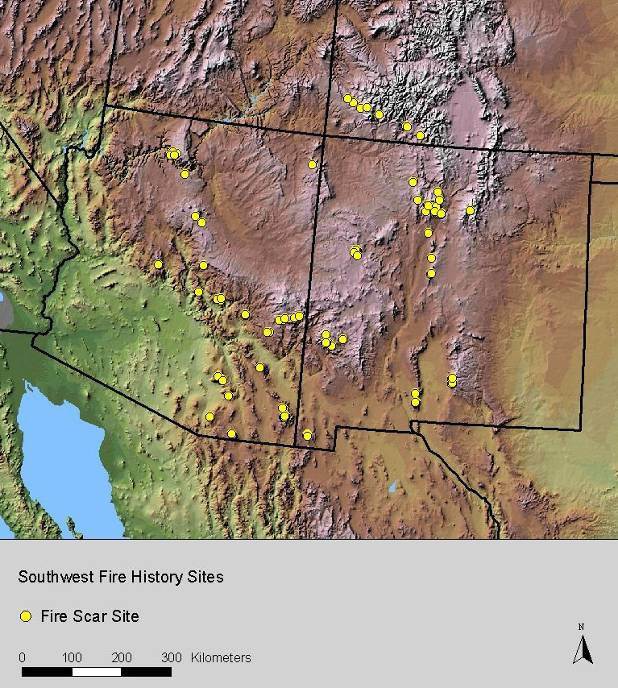 Southwest Fire History Sites
Fire Scar Site
N
0 100 200 300 Kilometers